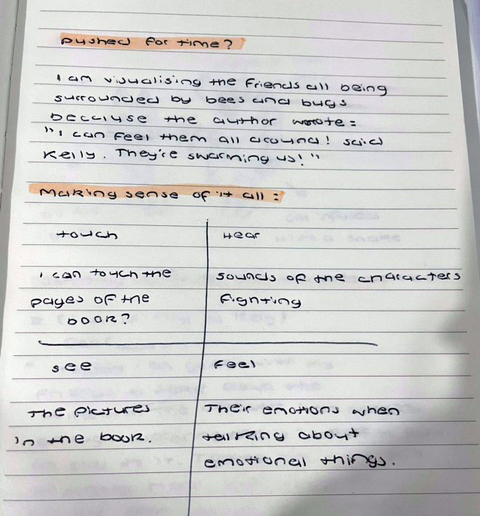 Pushed for time?
I am visualising the friends all being
surrounded by bees and bugs
because the author wrote:
"I can feel them all around! said
Kelly. They're swarming us!"
Making sense of it all:
touch
Hear
I can touch the
pages of the
book?
sounds of the characters
fighting
see
Feel
The pictures
in the book.
Their emotions when
talking about
emotional things.